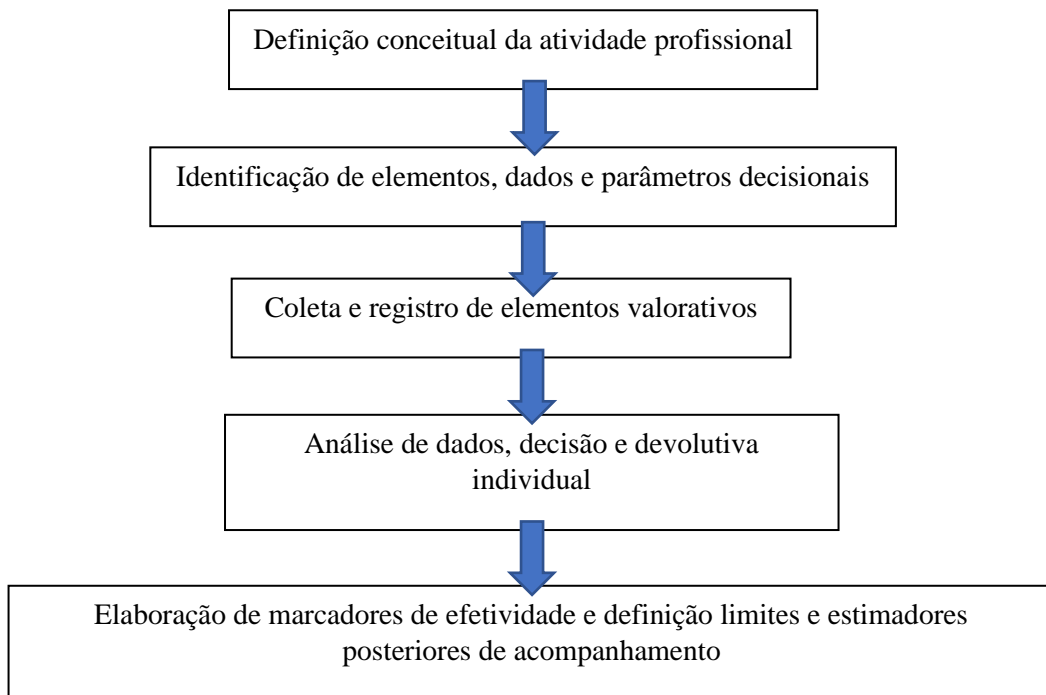 Definição conceitual da atividade profissional
Identificação de elementos, dados e parâmetros decisionais
Coleta e registro de elementos valorativos
Análise de dados, decisão e devolutiva
individual
Elaboração de marcadores de efetividade e definição limites e estimadores
posteriores de acompanhamento